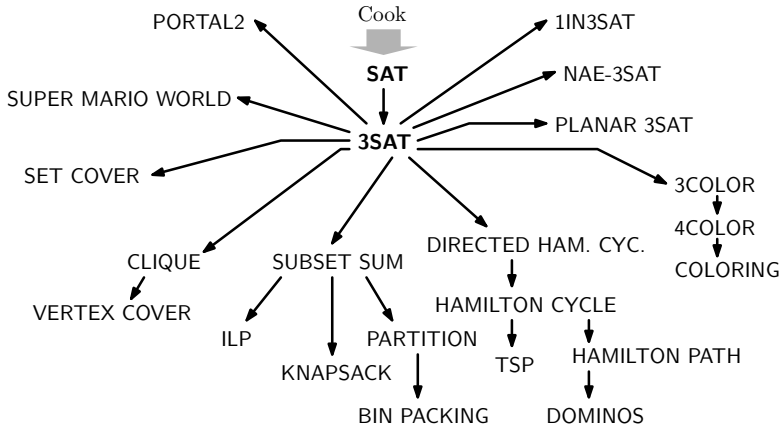 Cook
PORTAL2
1IN3SAT
SAT
NAE-3SAT
SUPER MARIO WORLD
PLANAR 3SAT
3SAT
SET COVER
3COLOR
4COLOR
DIRECTED HAM. CYC.
CLIQUE
SUBSET SUM
COLORING
HAMILTON CYCLE
VERTEX COVER
ILP
PARTITION
HAMILTON PATH
TSP
KNAPSACK
BIN PACKING
DOMINOS